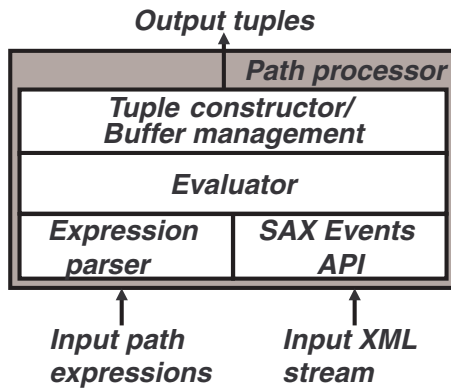 Output tuples
Path processor
Tuple constructor/
Buffer management
Evaluator
Expression
parser
SAX Events
API
Input path
expressions
Input XML
stream